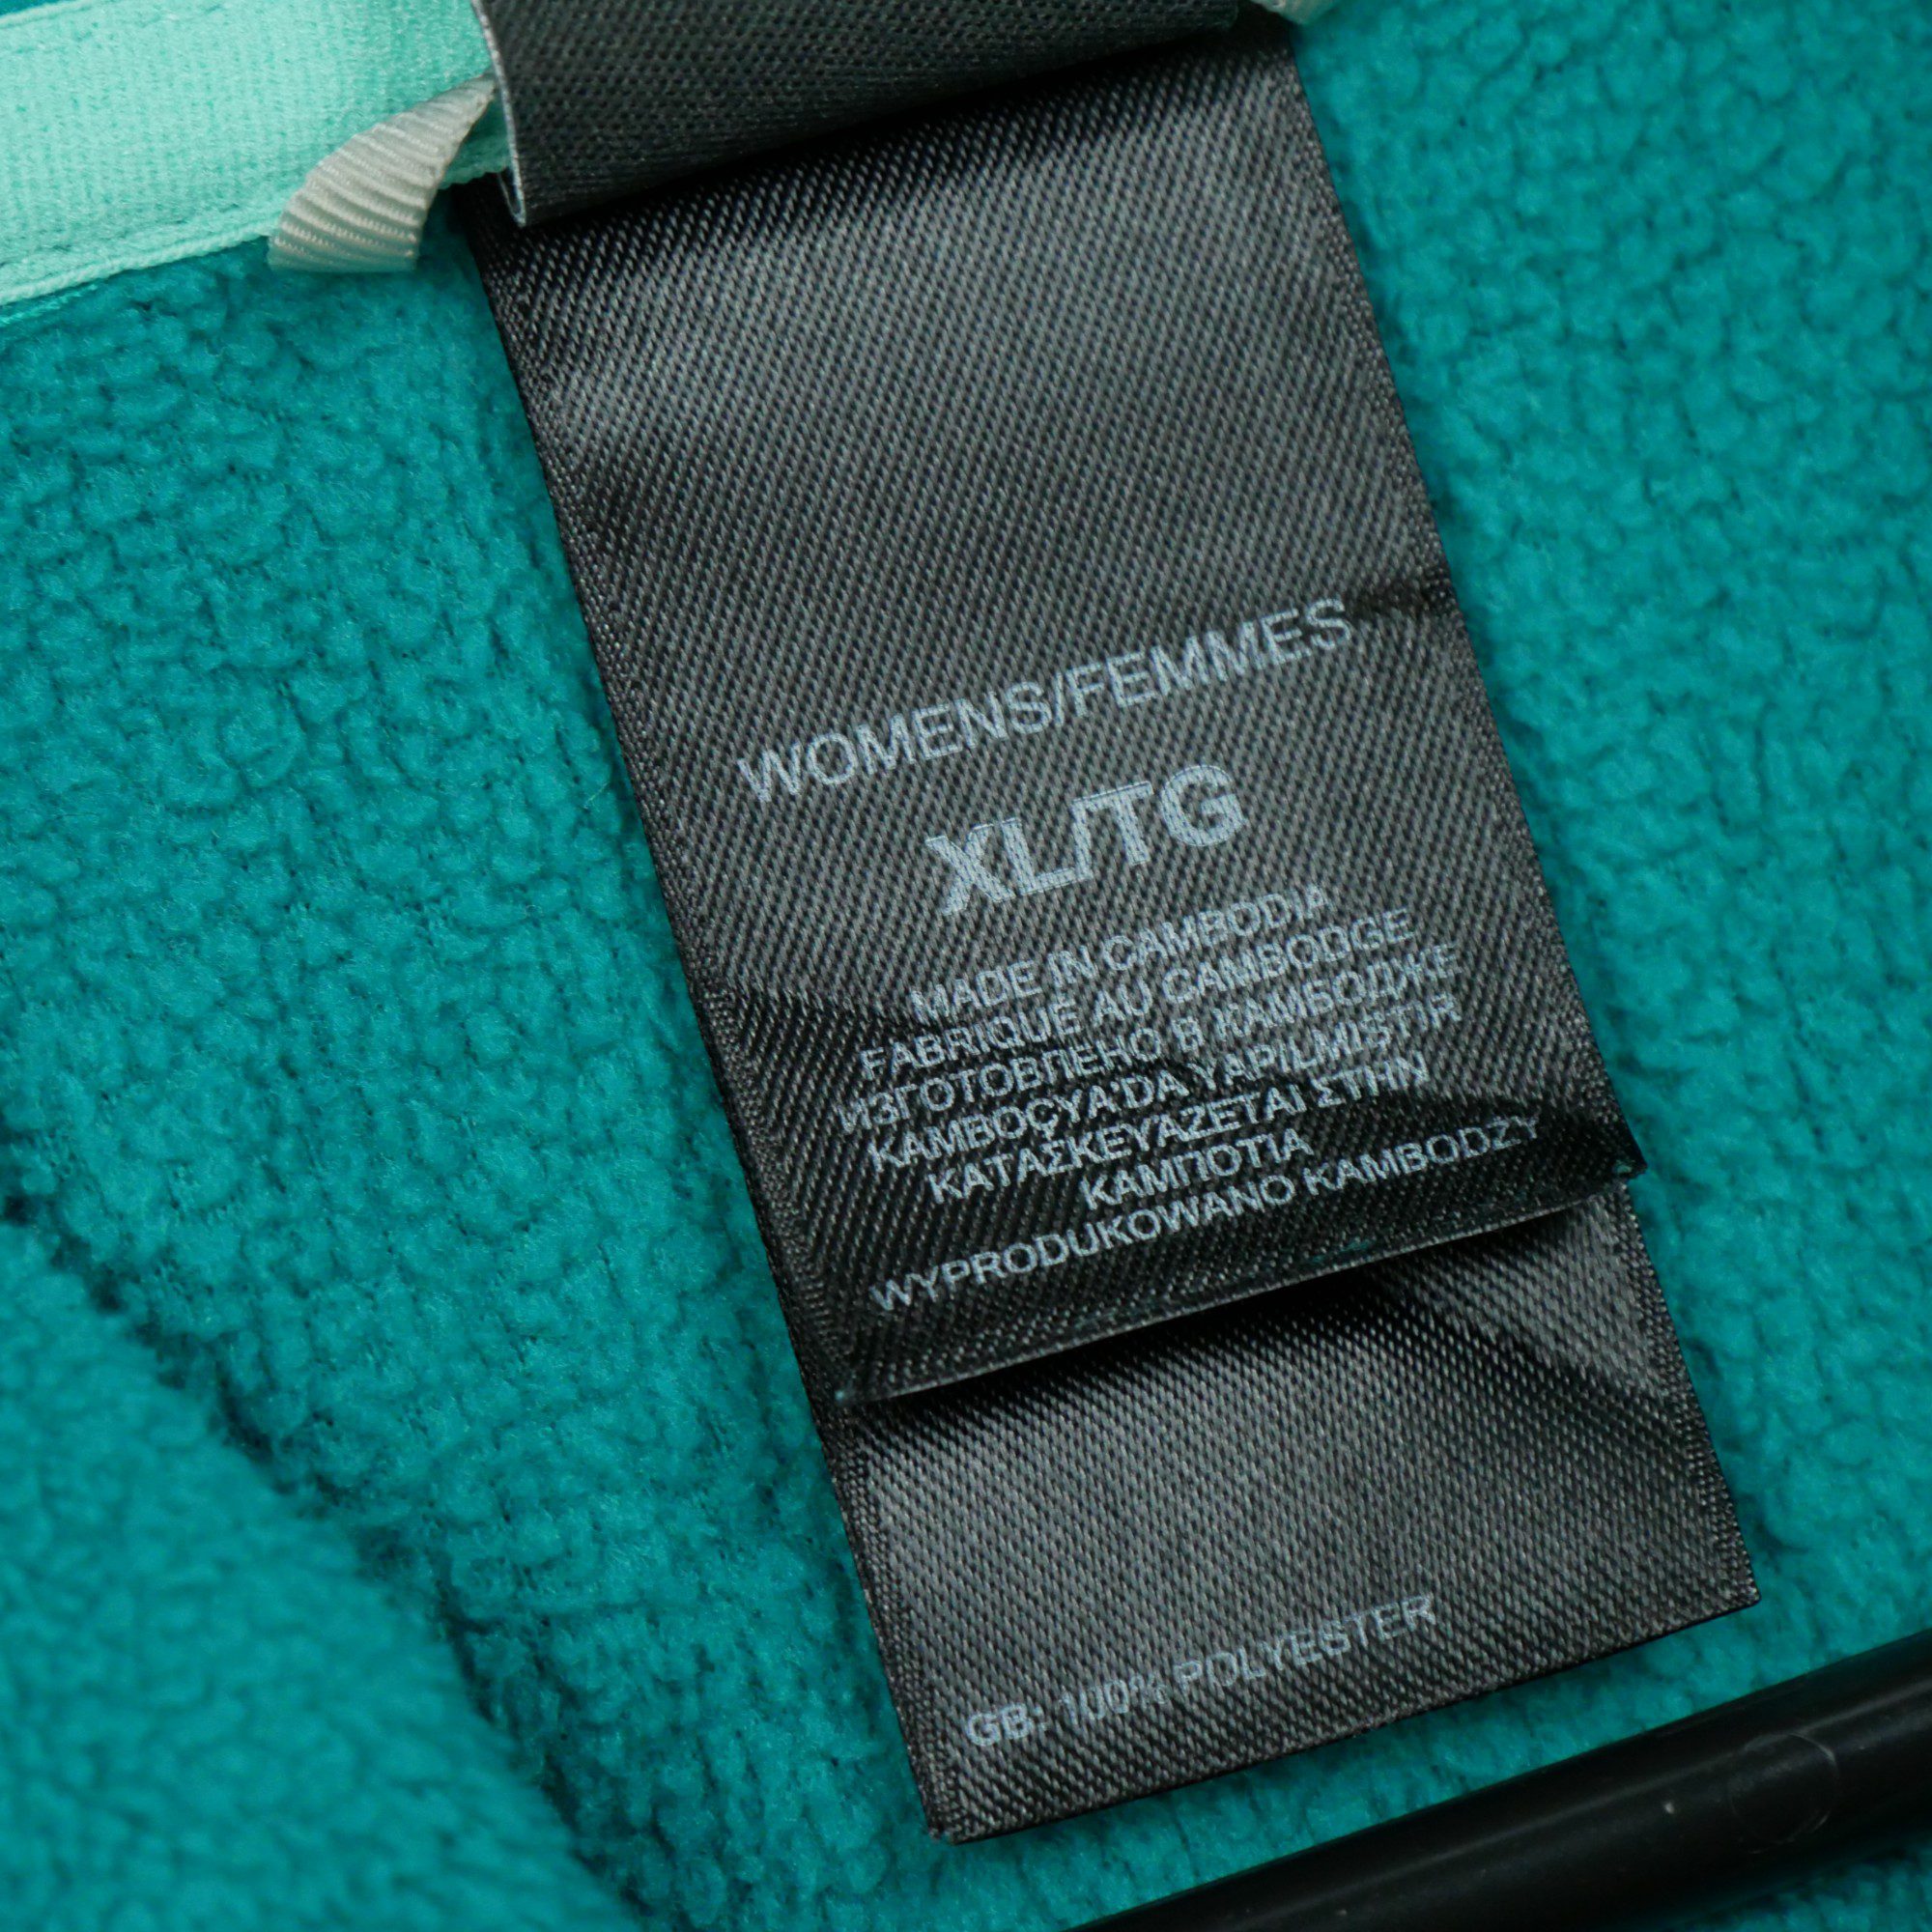 WOMENS/FEMMES
XL/TG
MADE IN CAMBODIA
FABRIQUE AU CAMBODGE
ИЗГОТОВЛЕНО В КАМБОДЖЕ
KAMBOÇYA'DA YAPILMIŞTIR
ΚΑΤΑΣΚΕΥΑΖΕΤΑΙ ΣΤΗΝ
ΚΑΜΠΟΤΙΑ
WYPRODUKOWANO KAMBODZY
GB: 100% POLYESTER